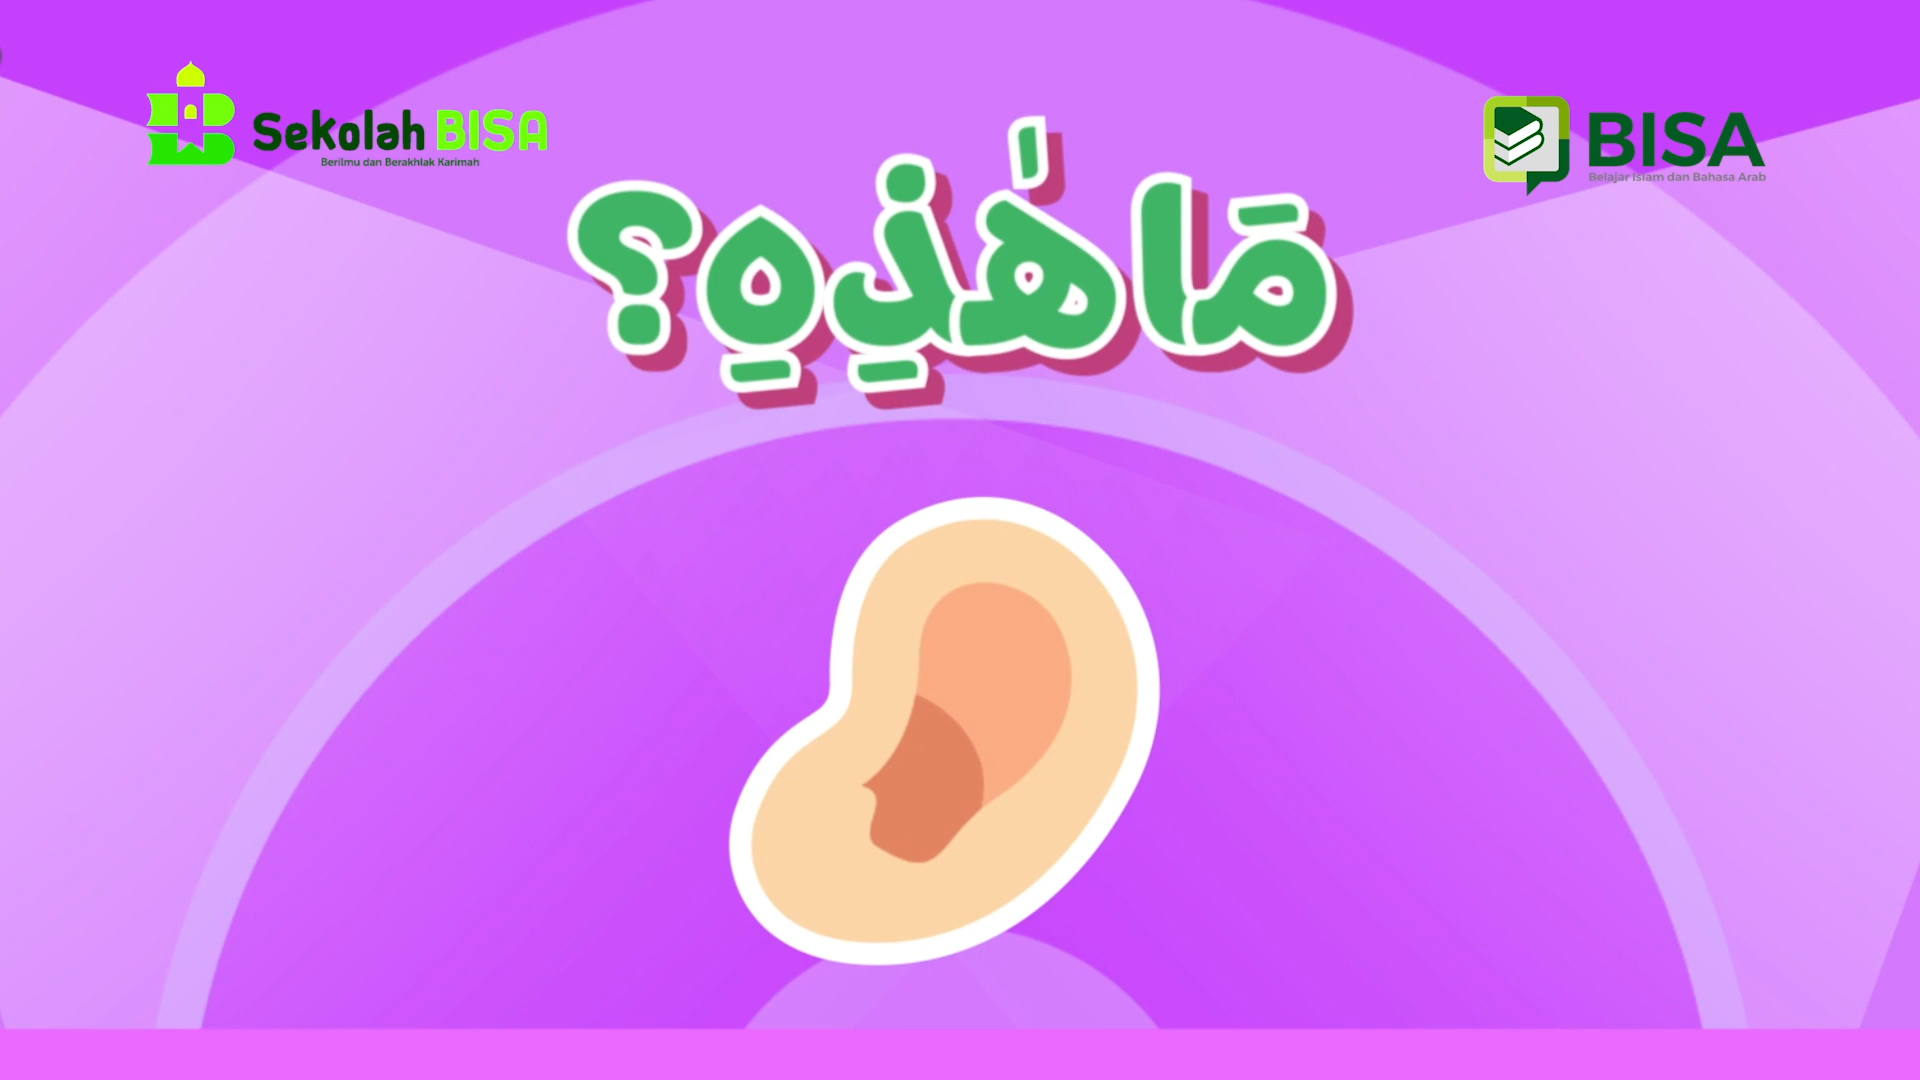 Sekolah BISA
Berilmu dan Berakhlak Karimah
BISA
Belajar Islam dan Bahasa Arab
مَا هٰذِهِ؟